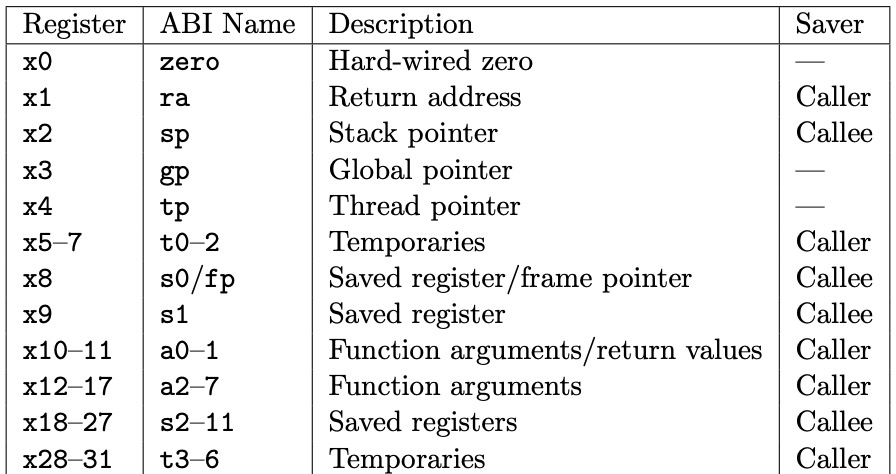 Register ABI Name Description Saver
x0 zero Hard-wired zero —
x1 ra Return address Caller
x2 sp Stack pointer Callee
x3 gp Global pointer —
x4 tp Thread pointer —
x5–7 t0–2 Temporaries Caller
x8 s0/fp Saved register/frame pointer Callee
x9 s1 Saved register Callee
x10–11 a0–1 Function arguments/return values Caller
x12–17 a2–7 Function arguments Caller
x18–27 s2–11 Saved registers Callee
x28–31 t3–6 Temporaries Caller